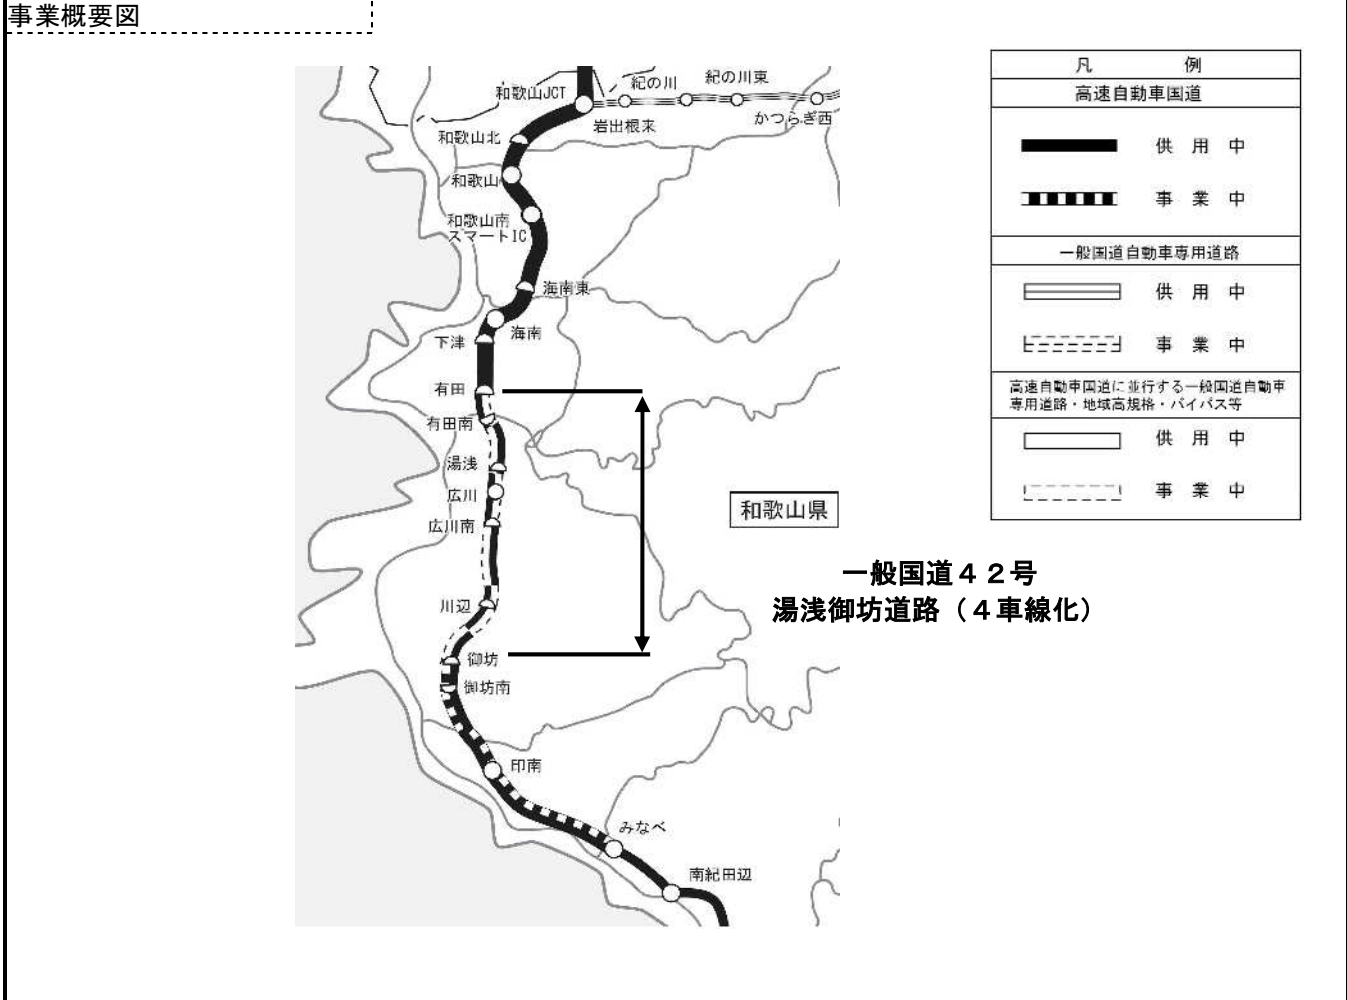 事業概要図
和歌山JCT
紀の川
紀の川東
岩出根来
かつらぎ西
和歌山北
和歌山
和歌山南
スマートIC
海南東
海南
下津
有田
有田南
湯浅
広川
広川南
川辺
御坊
御坊南
印南
みなべ
南紀田辺
和歌山県
一般国道４２号
湯浅御坊道路（４車線化）
凡　例
高速自動車国道
供用中
事業中
一般国道自動車専用道路
供用中
事業中
高速自動車国道に並行する一般国道自動車
専用道路・地域高規格・バイパス等
供用中
事業中